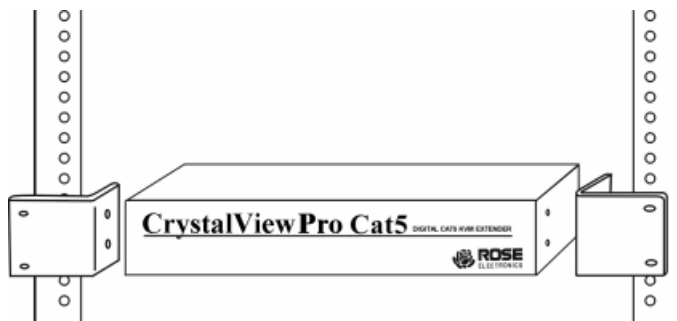 CrystalViewPro Cat5 DIGITAL CAT5 KVM EXTENDER
ROSE
ELECTRONICS